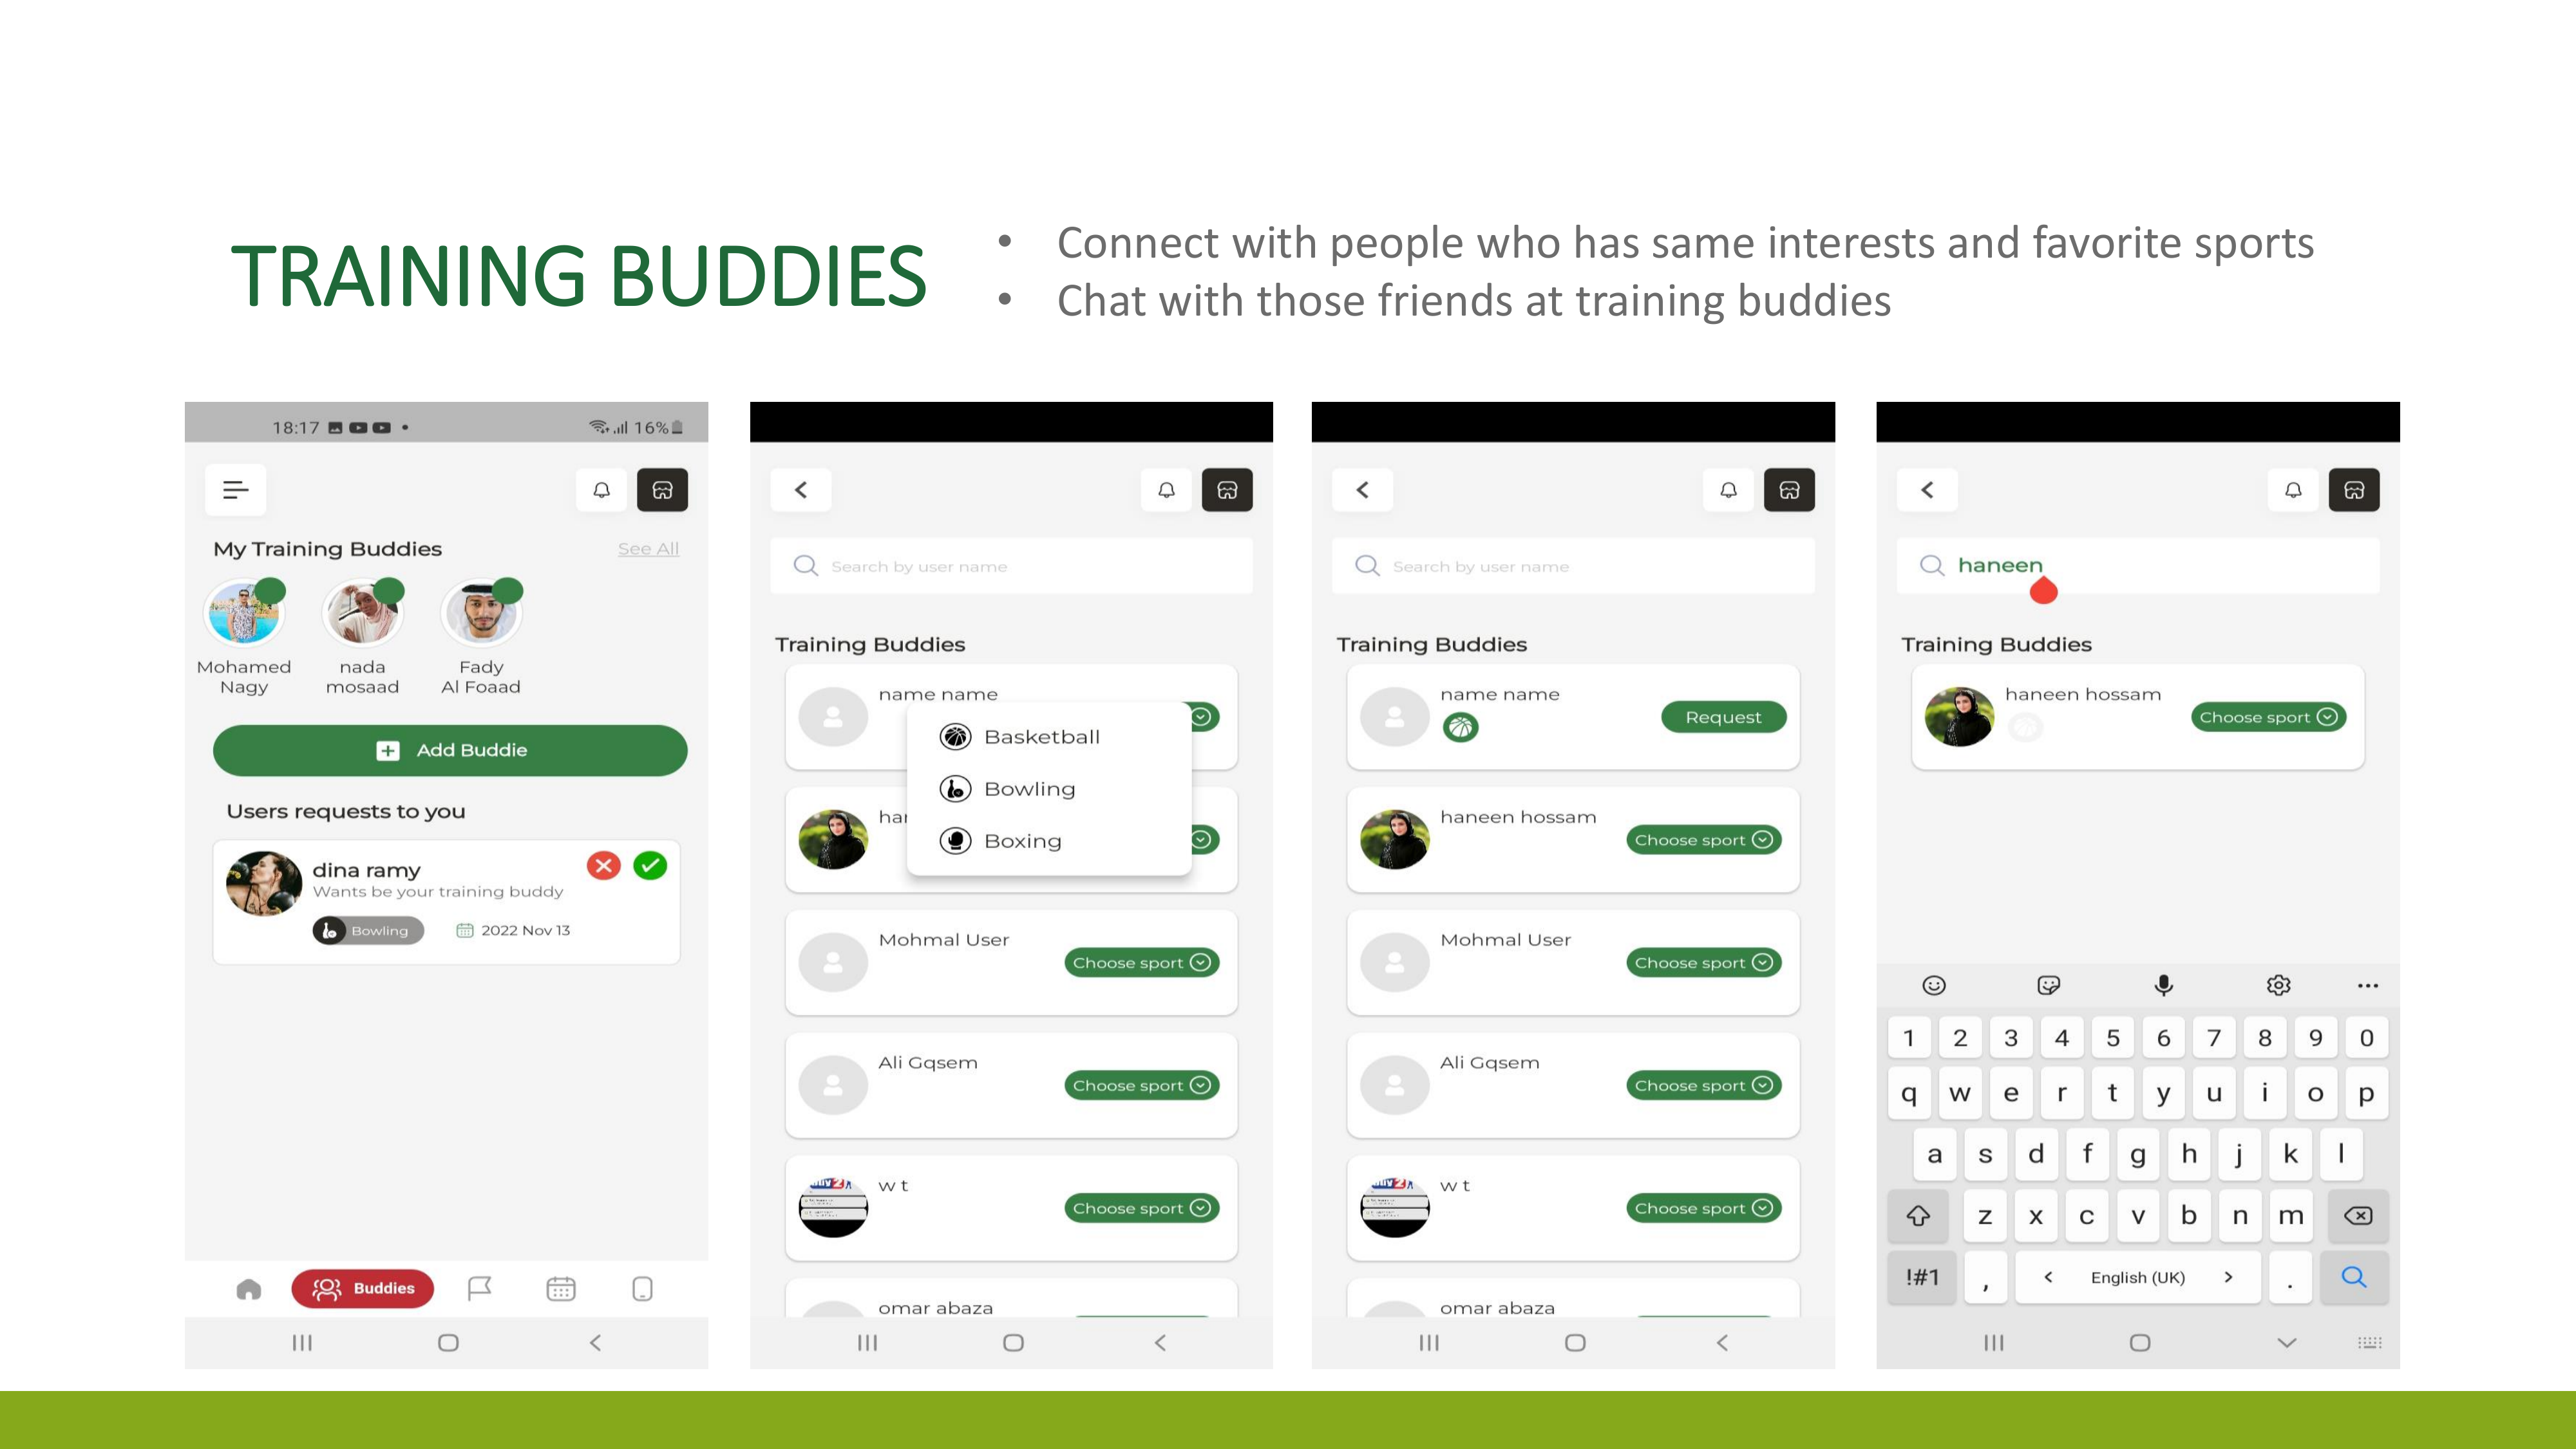 TRAINING BUDDIES
• Connect with people who has same interests and favorite sports
• Chat with those friends at training buddies
18:17
16%
My Training Buddies
See All
Mohamed
Nagy
nada
mosaad
Fady
Al Foaad
Add Buddie
Users requests to you
dina ramy
Wants be your training buddy
Bowling
2022 Nov 13
Buddies
Search by user name
Training Buddies
name name
Basketball
Bowling
Boxing
Mohmal User
Choose sport
Ali Gqsem
Choose sport
w t
Choose sport
omar abaza
Search by user name
Training Buddies
name name
Request
haneen hossam
Choose sport
Mohmal User
Choose sport
Ali Gqsem
Choose sport
w t
Choose sport
omar abaza
haneen
Training Buddies
haneen hossam
Choose sport
1 2 3 4 5 6 7 8 9 0
q w e r t y u i o p
a s d f g h j k l
z x c v b n m
!#1 , < English (UK) > .